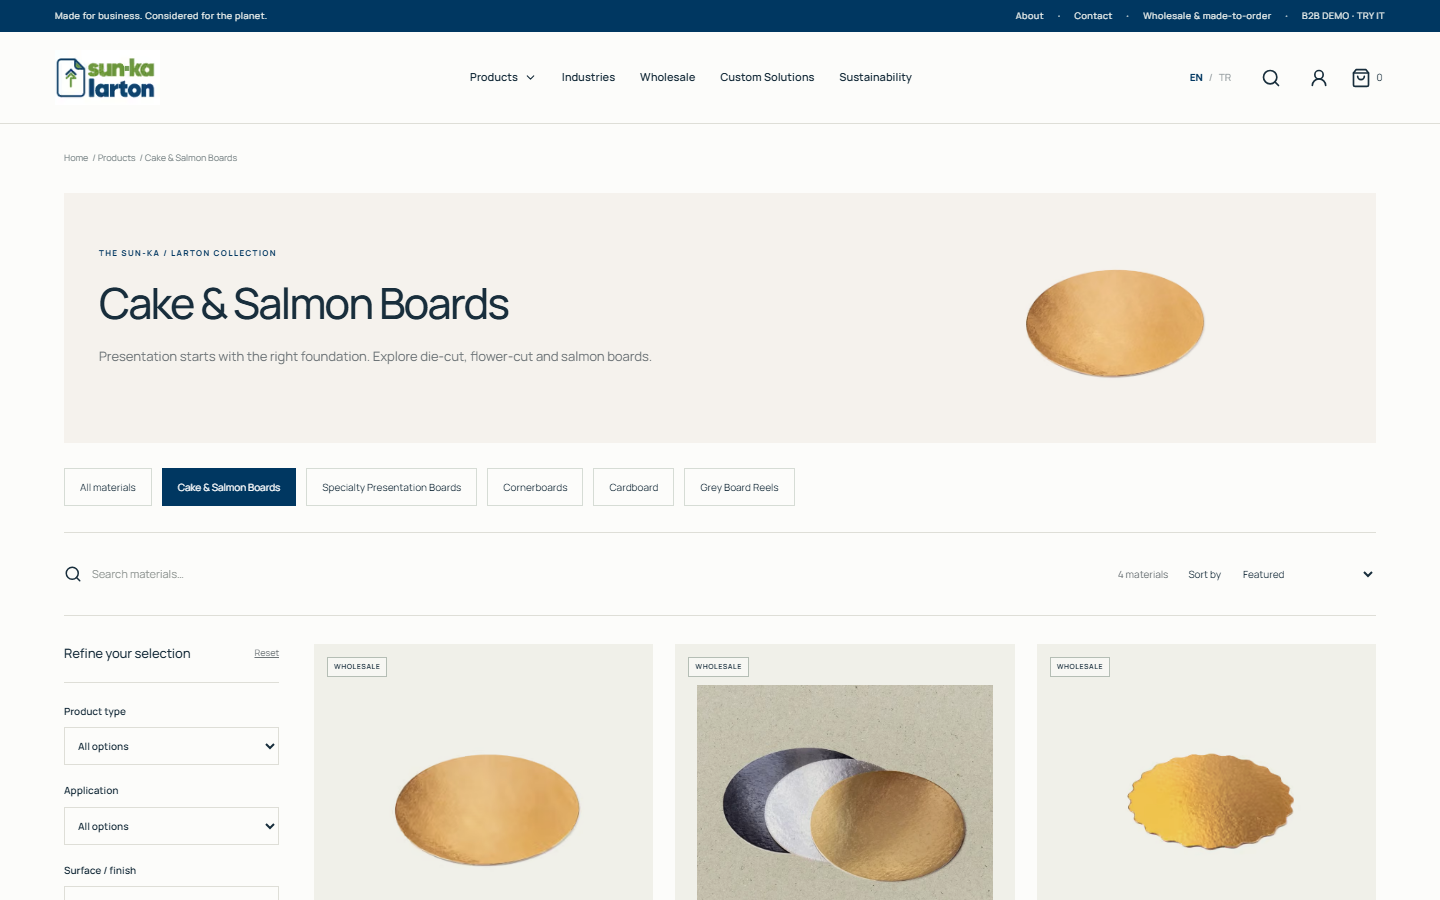 Made for business. Considered for the planet.
About · Contact · Wholesale & made-to-order · B2B DEMO · TRY IT
sun-ka
larton
Products Industries Wholesale Custom Solutions Sustainability
EN / TR
0
Home / Products / Cake & Salmon Boards
THE SUN-KA / LARTON COLLECTION
Cake & Salmon Boards
Presentation starts with the right foundation. Explore die-cut, flower-cut and salmon boards.
All materials
Cake & Salmon Boards
Specialty Presentation Boards
Cornerboards
Cardboard
Grey Board Reels
Search materials...
4 materials Sort by Featured
Refine your selection Reset
Product type
All options
Application
All options
Surface / finish
WHOLESALE
WHOLESALE
WHOLESALE